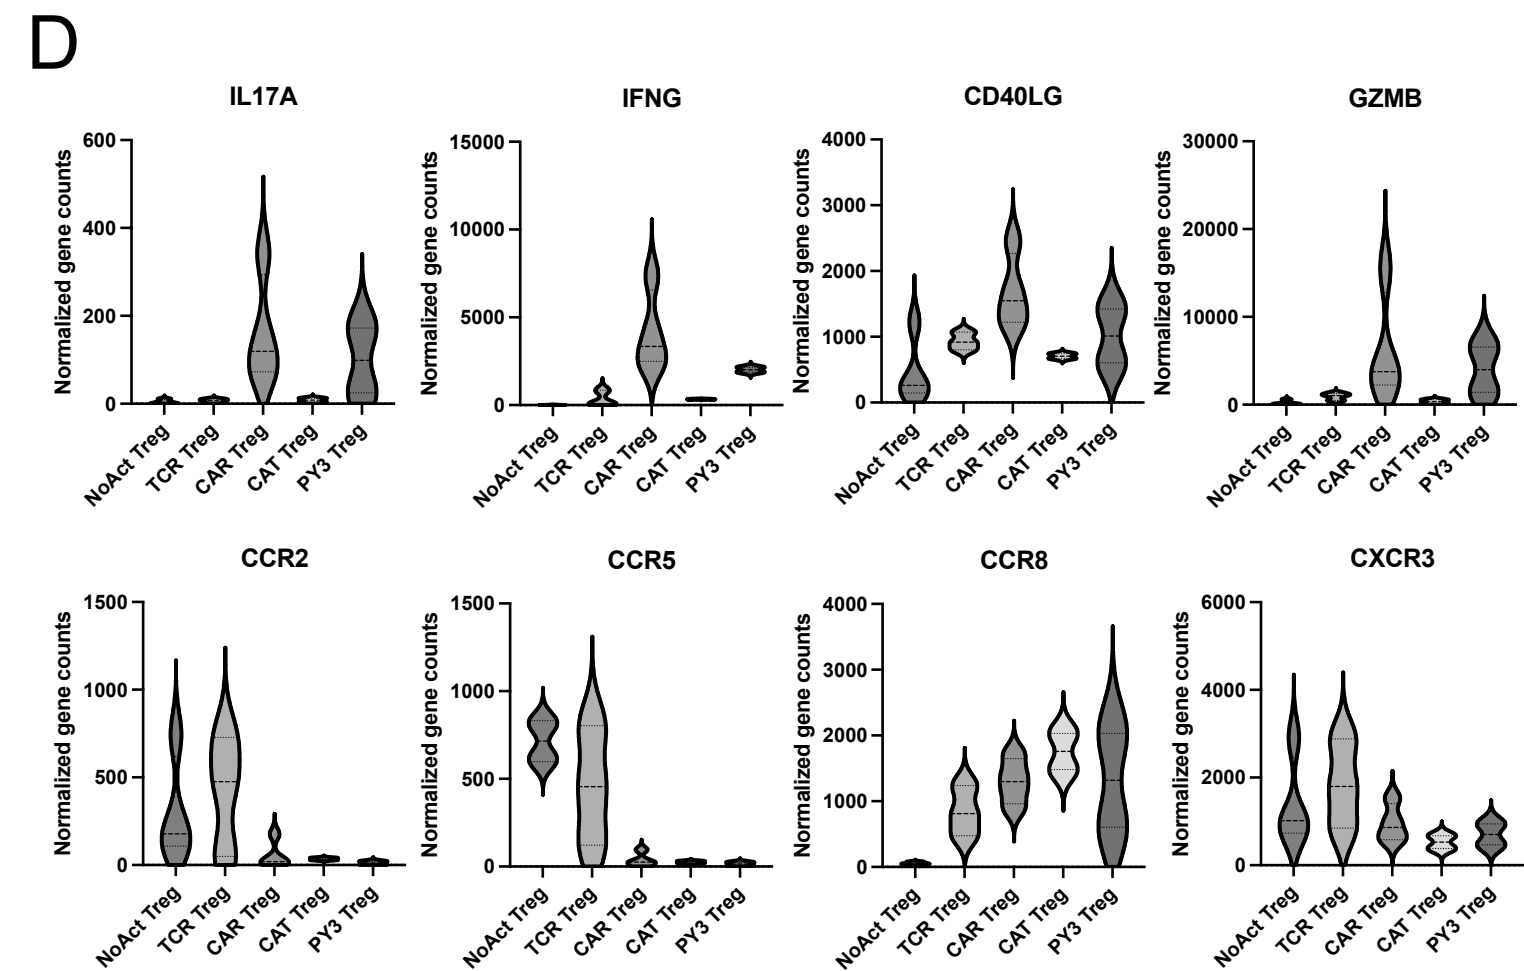 D
IL17A
IFNG
CD40LG
GZMB
Normalized gene counts
600
400
200
0
NoAct Treg
TCR Treg
CAR Treg
CAT Treg
PY3 Treg
Normalized gene counts
15000
10000
5000
0
NoAct Treg
TCR Treg
CAR Treg
CAT Treg
PY3 Treg
Normalized gene counts
4000
3000
2000
1000
0
NoAct Treg
TCR Treg
CAR Treg
CAT Treg
PY3 Treg
Normalized gene counts
30000
20000
10000
0
NoAct Treg
TCR Treg
CAR Treg
CAT Treg
PY3 Treg
CCR2
CCR5
CCR8
CXCR3
Normalized gene counts
1500
1000
500
0
NoAct Treg
TCR Treg
CAR Treg
CAT Treg
PY3 Treg
Normalized gene counts
1500
1000
500
0
NoAct Treg
TCR Treg
CAR Treg
CAT Treg
PY3 Treg
Normalized gene counts
4000
3000
2000
1000
0
NoAct Treg
TCR Treg
CAR Treg
CAT Treg
PY3 Treg
Normalized gene counts
6000
4000
2000
0
NoAct Treg
TCR Treg
CAR Treg
CAT Treg
PY3 Treg